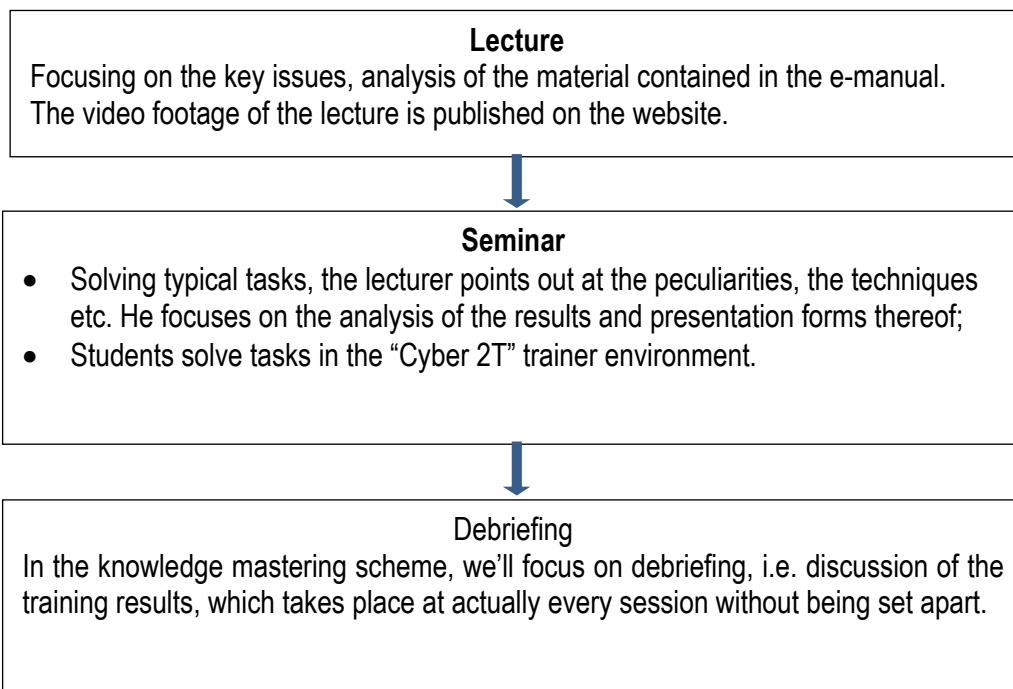 Lecture
Focusing on the key issues, analysis of the material contained in the e-manual.
The video footage of the lecture is published on the website.
Seminar
• Solving typical tasks, the lecturer points out at the peculiarities, the techniques
etc. He focuses on the analysis of the results and presentation forms thereof;
• Students solve tasks in the “Cyber 2T” trainer environment.
Debriefing
In the knowledge mastering scheme, we’ll focus on debriefing, i.e. discussion of the
training results, which takes place at actually every session without being set apart.